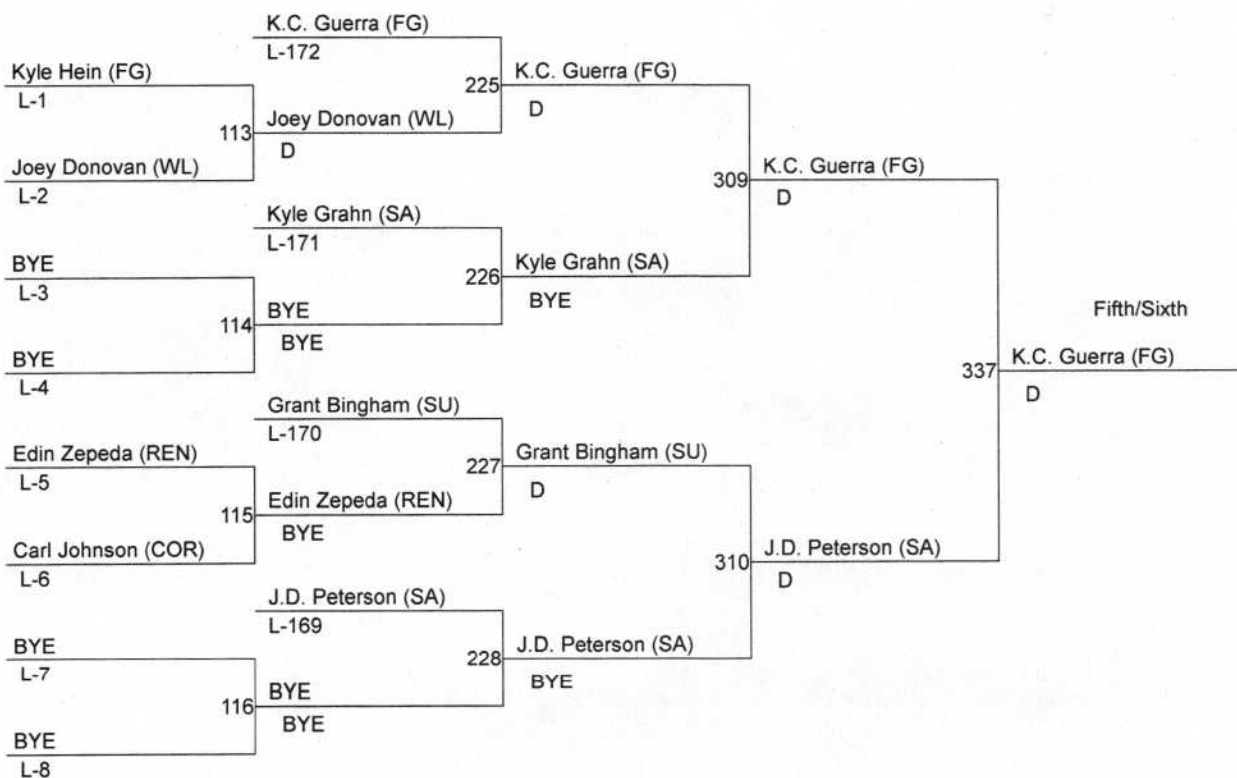 K.C. Guerra (FG)
L-172
Kyle Hein (FG)
L-1
225
K.C. Guerra (FG)
D
113
Joey Donovan (WL)
D
Joey Donovan (WL)
L-2
309
K.C. Guerra (FG)
D
Kyle Grahn (SA)
L-171
BYE
L-3
226
Kyle Grahn (SA)
BYE
114
BYE
BYE
Fifth/Sixth
BYE
L-4
337
K.C. Guerra (FG)
D
Grant Bingham (SU)
L-170
Edin Zepeda (REN)
L-5
227
Grant Bingham (SU)
D
115
Edin Zepeda (REN)
BYE
Carl Johnson (COR)
L-6
310
J.D. Peterson (SA)
D
J.D. Peterson (SA)
L-169
BYE
L-7
228
J.D. Peterson (SA)
BYE
116
BYE
BYE
BYE
L-8